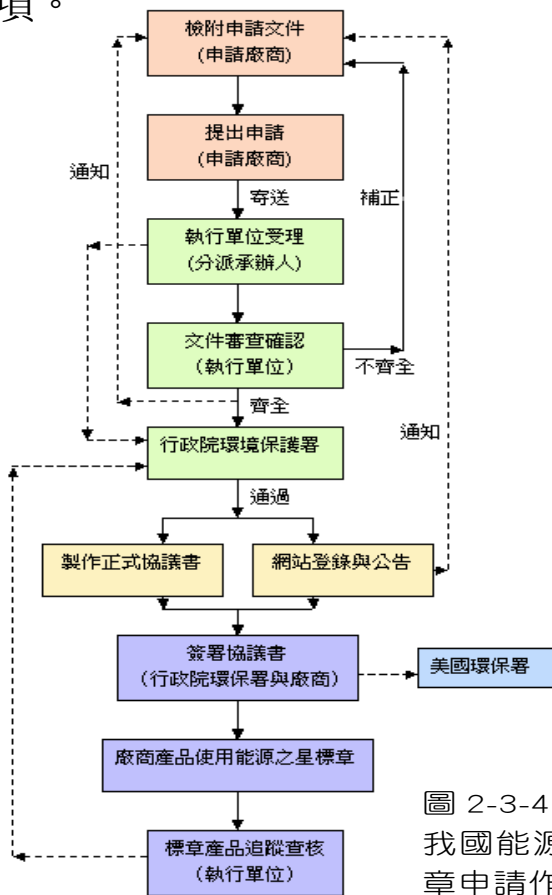 項。
檢附申請文件
(申請廠商)
提出申請
(申請廠商)
通知
寄送
補正
執行單位受理
(分派承辦人)
文件審查確認
(執行單位)
不齊全
齊全
通知
行政院環境保護署
通過
製作正式協議書
網站登錄與公告
簽署協議書
(行政院環保署與廠商)
美國環保署
廠商產品使用能源之星標章
圖 2-3-4
我國能源
章申請作
標章產品追蹤查核
(執行單位)